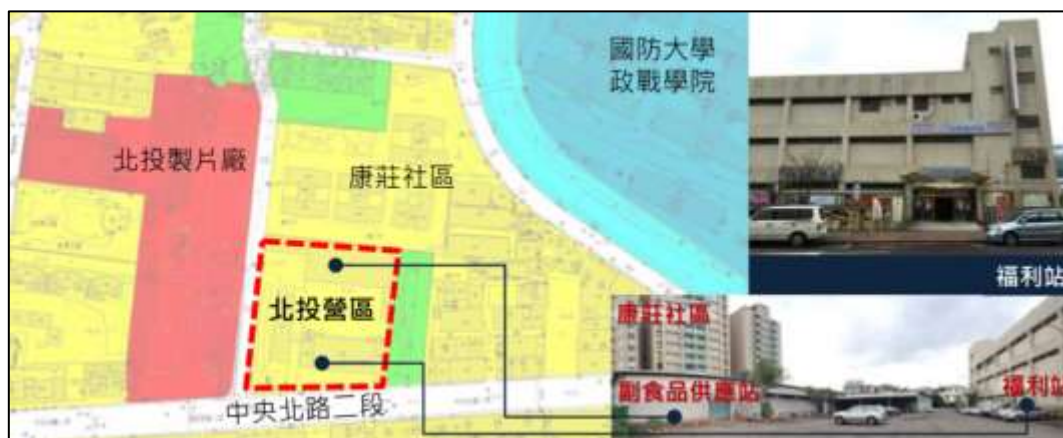 國防大學
政戰學院
北投製片廠
康莊社區
北投營區
中央北路二段
福利站
康莊社區
副食品供應站
福利站